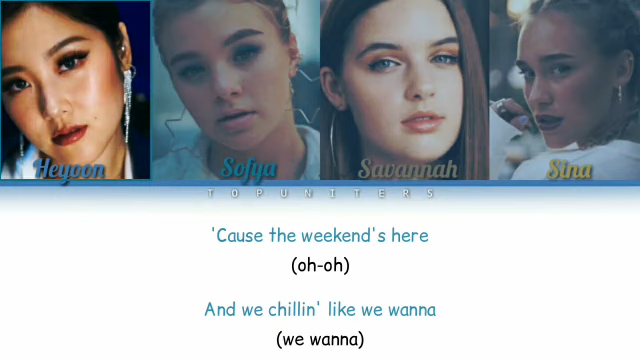 Heyoon Sofya Savannah Sina
TOPUNITERS
'Cause the weekend's here
(oh-oh)
And we chillin' like we wanna
(we wanna)